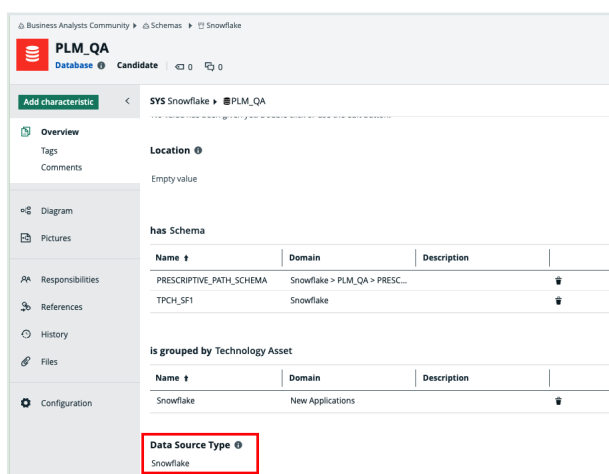 Business Analysts Community ▸ Schemas ▸ Snowflake
PLM_QA
Database Candidate 0 0
Add characteristic
Overview
Tags
Comments
Diagram
Pictures
Responsibilities
References
History
Files
Configuration
SYS Snowflake ▸ PLM_QA
Location
Empty value
has Schema
Name ↑ Domain Description
PRESCRIPTIVE_PATH_SCHEMA Snowflake > PLM_QA > PRESC...
TPCH_SF1 Snowflake
is grouped by Technology Asset
Name ↑ Domain Description
Snowflake New Applications
Data Source Type
Snowflake